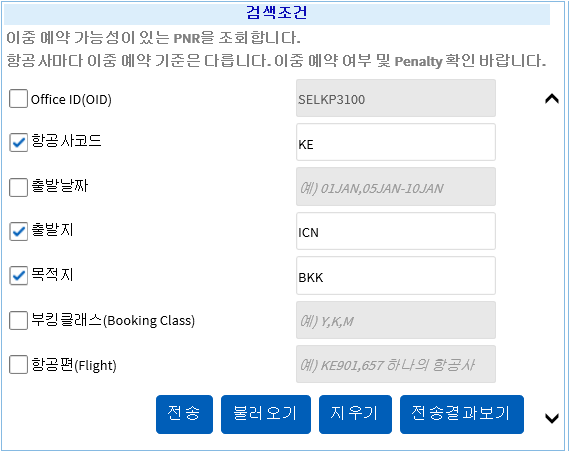 검색조건
이중 예약 가능성이 있는 PNR을 조회합니다.
항공사마다 이중 예약 기준은 다릅니다. 이중 예약 여부 및 Penalty 확인 바랍니다.
Office ID(OID) SELKP3100
항공사코드 KE
출발날짜 예) 01JAN,05JAN-10JAN
출발지 ICN
목적지 BKK
부킹클래스(Booking Class) 예) Y,K,M
항공편(Flight) 예) KE901,657 하나의 항공사
전송 불러오기 지우기 전송결과보기